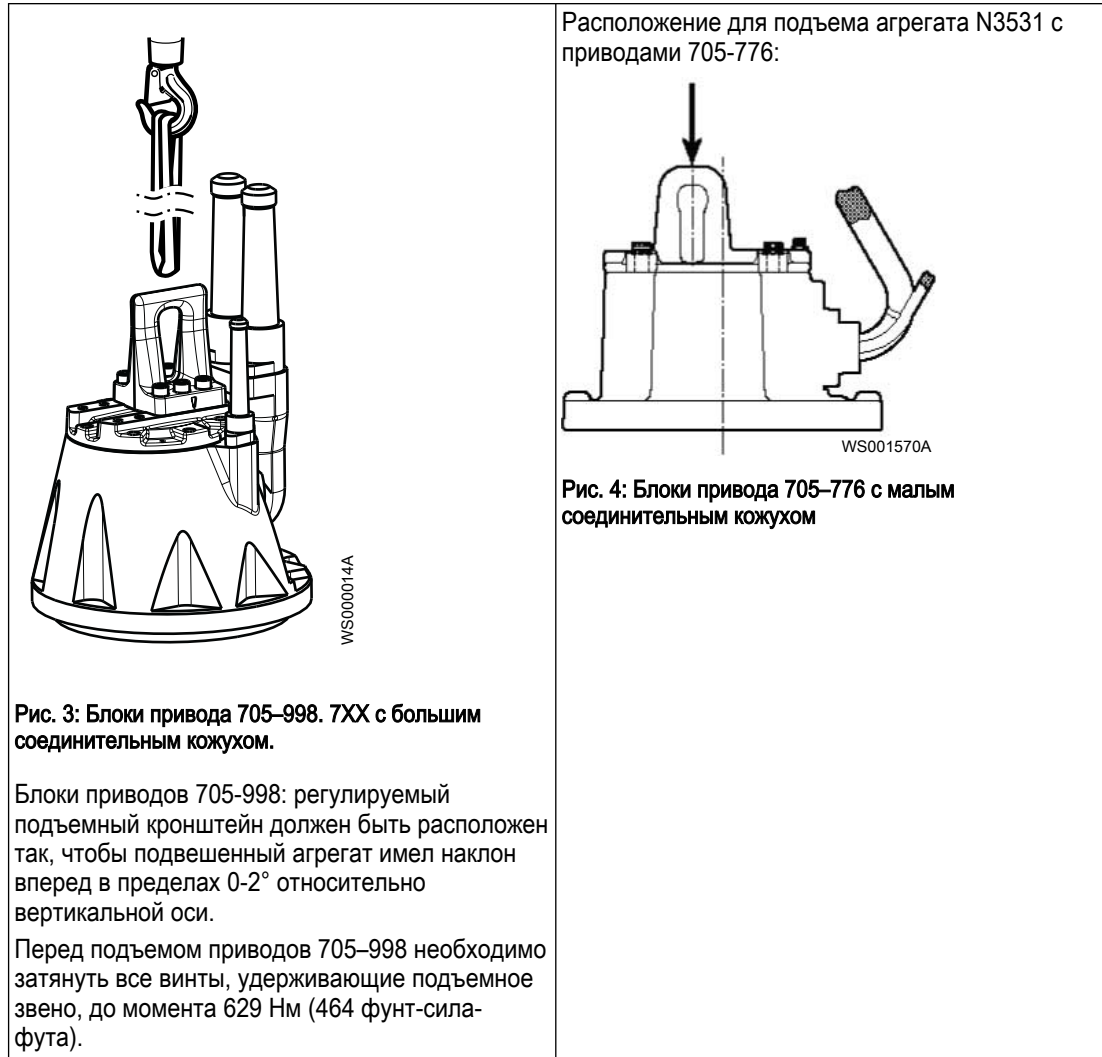 WS000014A
Рис. 3: Блоки привода 705–998. 7XX с большим
соединительным кожухом.
Блоки приводов 705-998: регулируемый
подъемный кронштейн должен быть расположен
так, чтобы подвешенный агрегат имел наклон
вперед в пределах 0-2° относительно
вертикальной оси.
Перед подъемом приводов 705–998 необходимо
затянуть все винты, удерживающие подъемное
звено, до момента 629 Нм (464 фунт-сила-
фута).
Расположение для подъема агрегата N3531 с
приводами 705-776:
WS001570A
Рис. 4: Блоки привода 705–776 с малым
соединительным кожухом